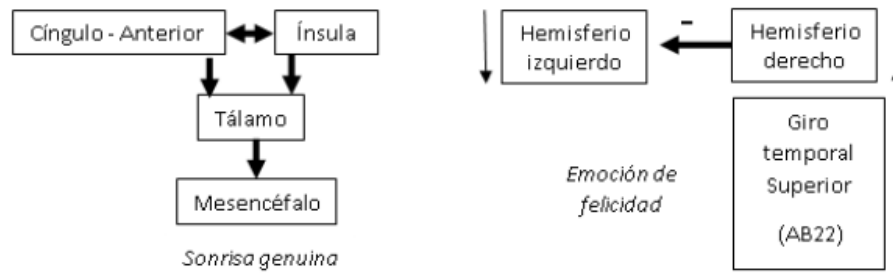 Cíngulo - Anterior
Ínsula
Tálamo
Mesencéfalo
Sonrisa genuina
Hemisferio
izquierdo
–
Hemisferio
derecho
Giro
temporal
Superior
(AB22)
Emoción de
felicidad